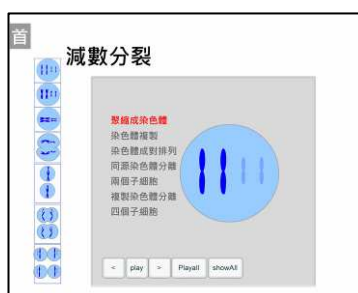 首
減數分裂
聚縮成染色體
染色體複製
染色體成對排列
同源染色體分離
兩個子細胞
複製染色體分離
四個子細胞
< play > Playall showAll